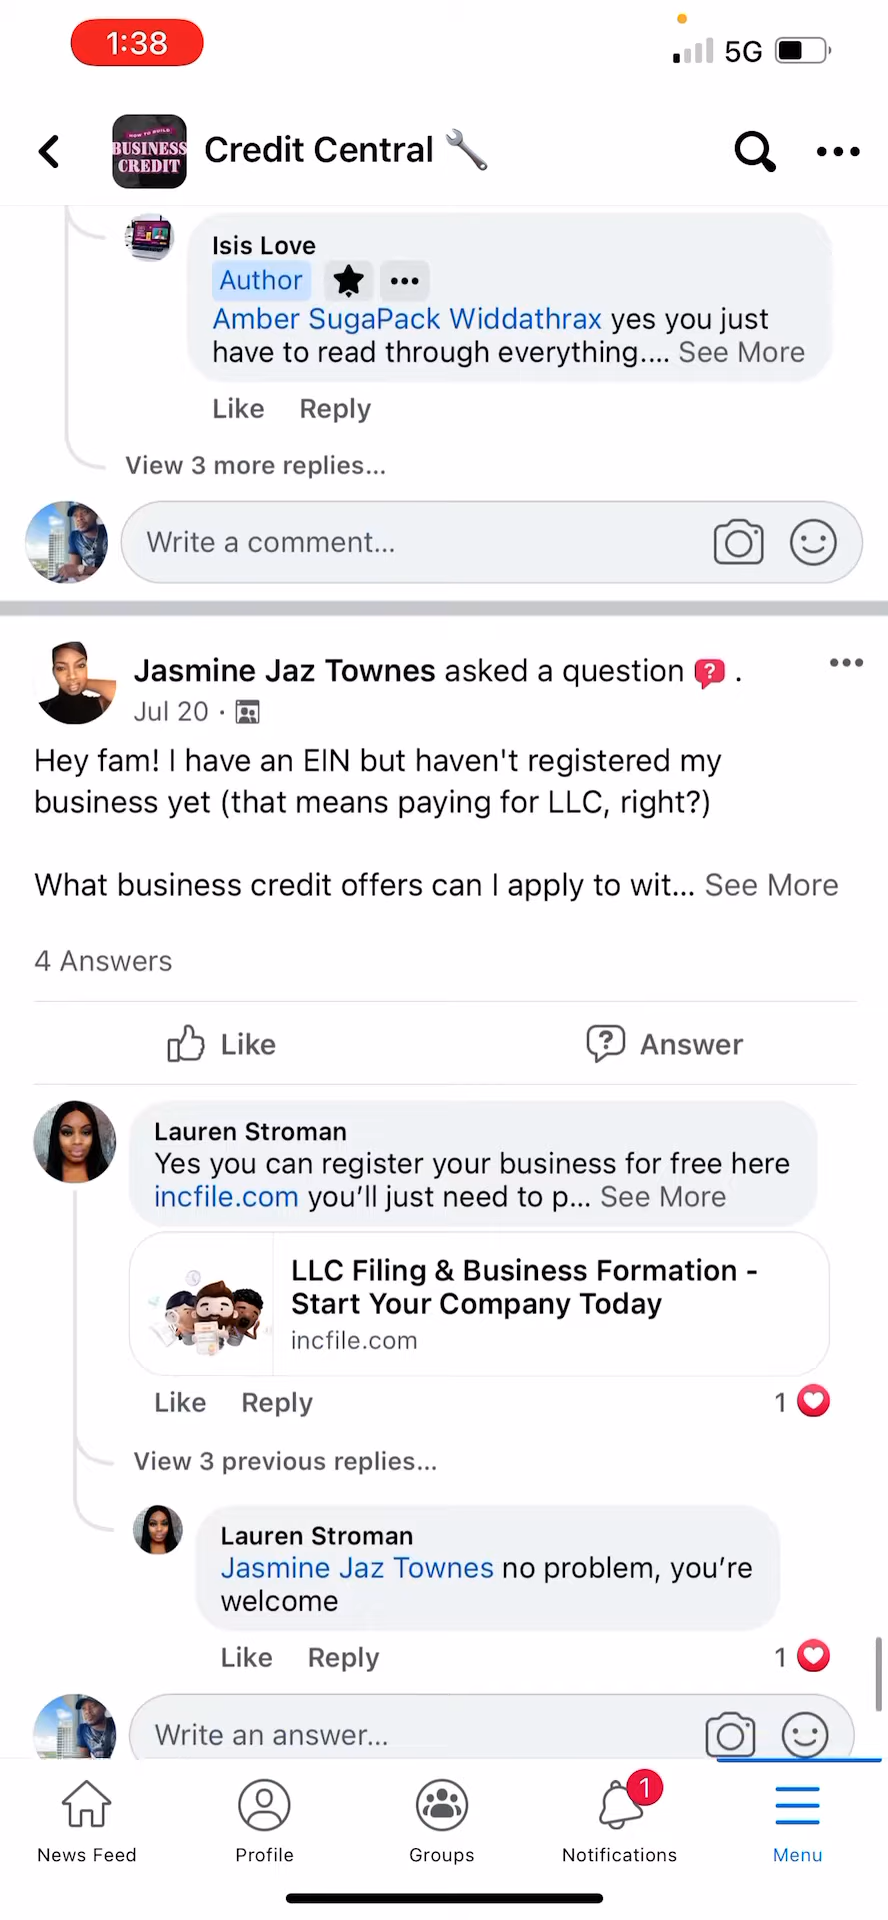 1:38
5G
HOW TO BUILD
BUSINESS
CREDIT
Credit Central
Isis Love
Author
Amber SugaPack Widdathrax yes you just
have to read through everything.... See More
Like Reply
View 3 more replies...
Write a comment...
Jasmine Jaz Townes asked a question ? .
Jul 20 ·
Hey fam! I have an EIN but haven't registered my
business yet (that means paying for LLC, right?)
What business credit offers can I apply to wit... See More
4 Answers
Like
Answer
Lauren Stroman
Yes you can register your business for free here
incfile.com you’ll just need to p... See More
LLC Filing & Business Formation -
Start Your Company Today
incfile.com
Like Reply 1
View 3 previous replies...
Lauren Stroman
Jasmine Jaz Townes no problem, you’re
welcome
Like Reply 1
Write an answer...
1
News Feed Profile Groups Notifications Menu